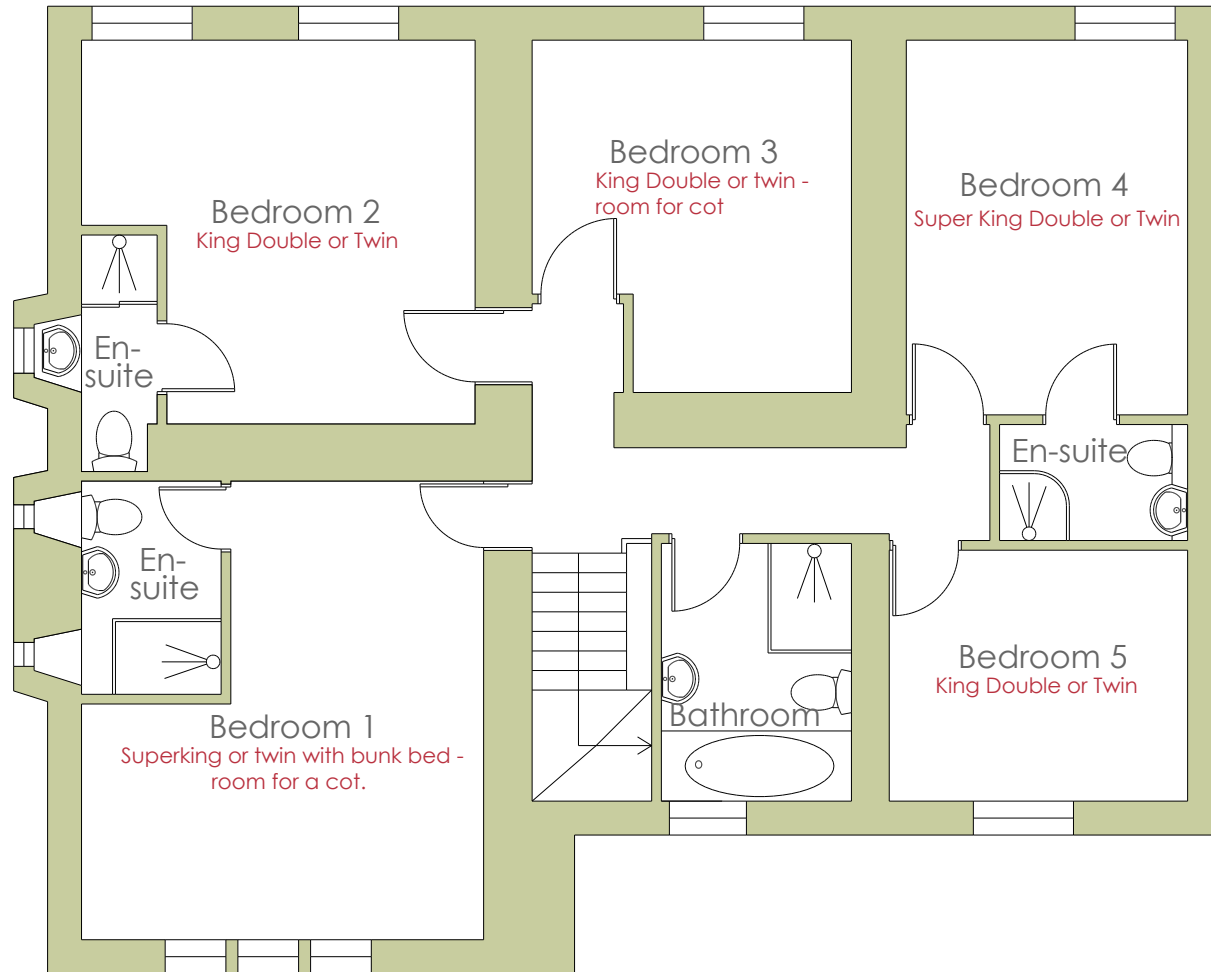 Bedroom 2
King Double or Twin
Bedroom 3
King Double or twin -
room for cot
Bedroom 4
Super King Double or Twin
En-
suite
En-suite
En-
suite
Bedroom 1
Superking or twin with bunk bed -
room for a cot.
Bathroom
Bedroom 5
King Double or Twin